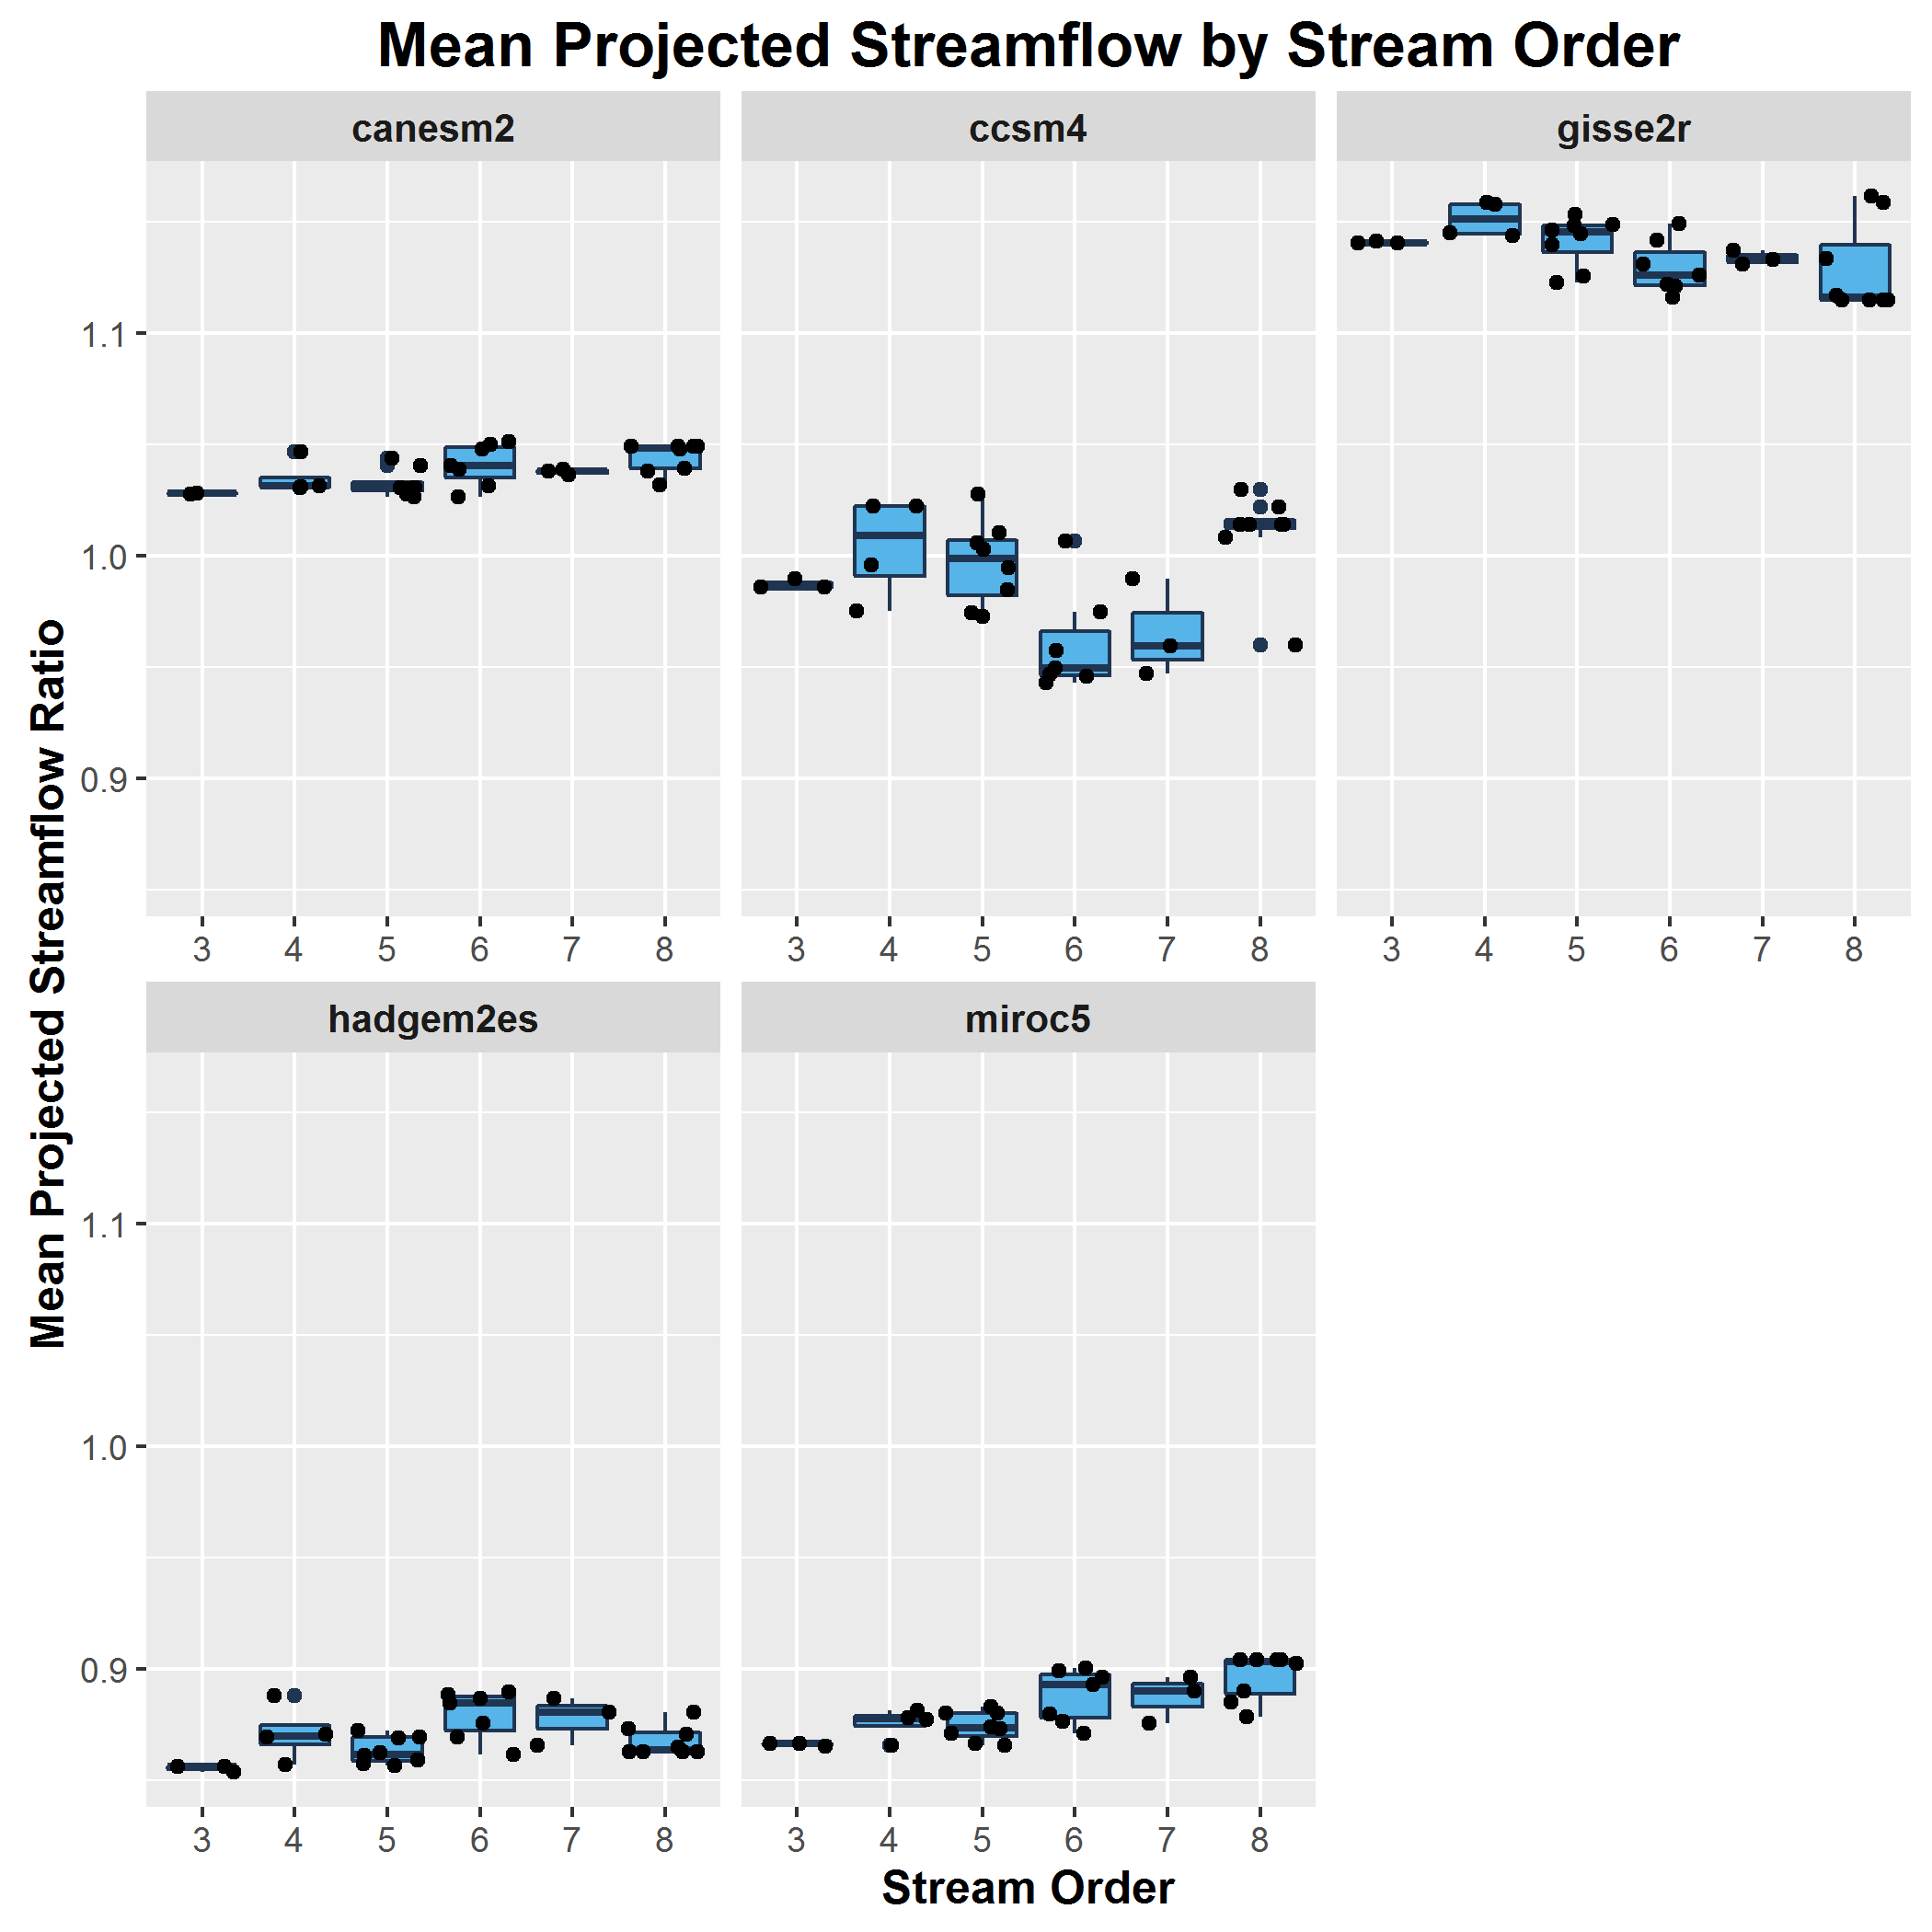 Mean Projected Streamflow by Stream Order
canesm2 ccsm4 gisse2r
1.1
1.0
0.9
3 4 5 6 7 8 3 4 5 6 7 8 3 4 5 6 7 8
Mean Projected Streamflow Ratio
hadgem2es miroc5
1.1
1.0
0.9
3 4 5 6 7 8 3 4 5 6 7 8
Stream Order